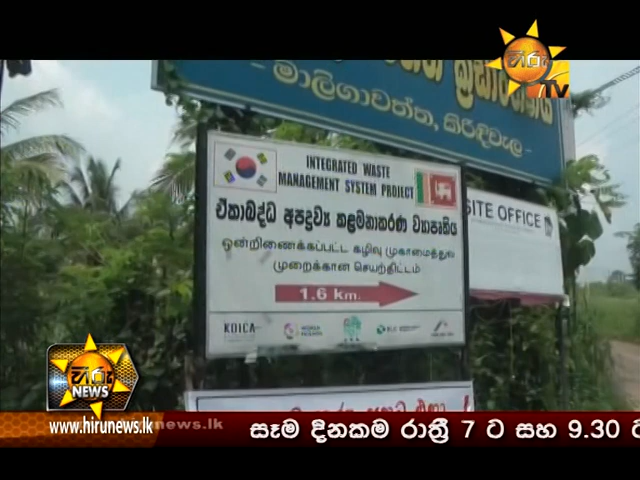 හිරු
TV
- මාලිගාවත්ත, කිරිඳිවැල -
INTEGRATED WASTE
MANAGEMENT SYSTEM PROJECT
ඒකාබද්ධ අපද්‍රව්‍ය කළමනාකරණ ව්‍යාපෘතිය
ஒன்றிணைக்கப்பட்ட கழிவு முகாமைத்துவ
முறைக்கான செயற்திட்டம்
1.6 km.
KOICA
SITE OFFICE
හිරු
NEWS
www.hirunews.lk
සෑම දිනකම රාත්‍රී 7 ට සහ 9.30 ට